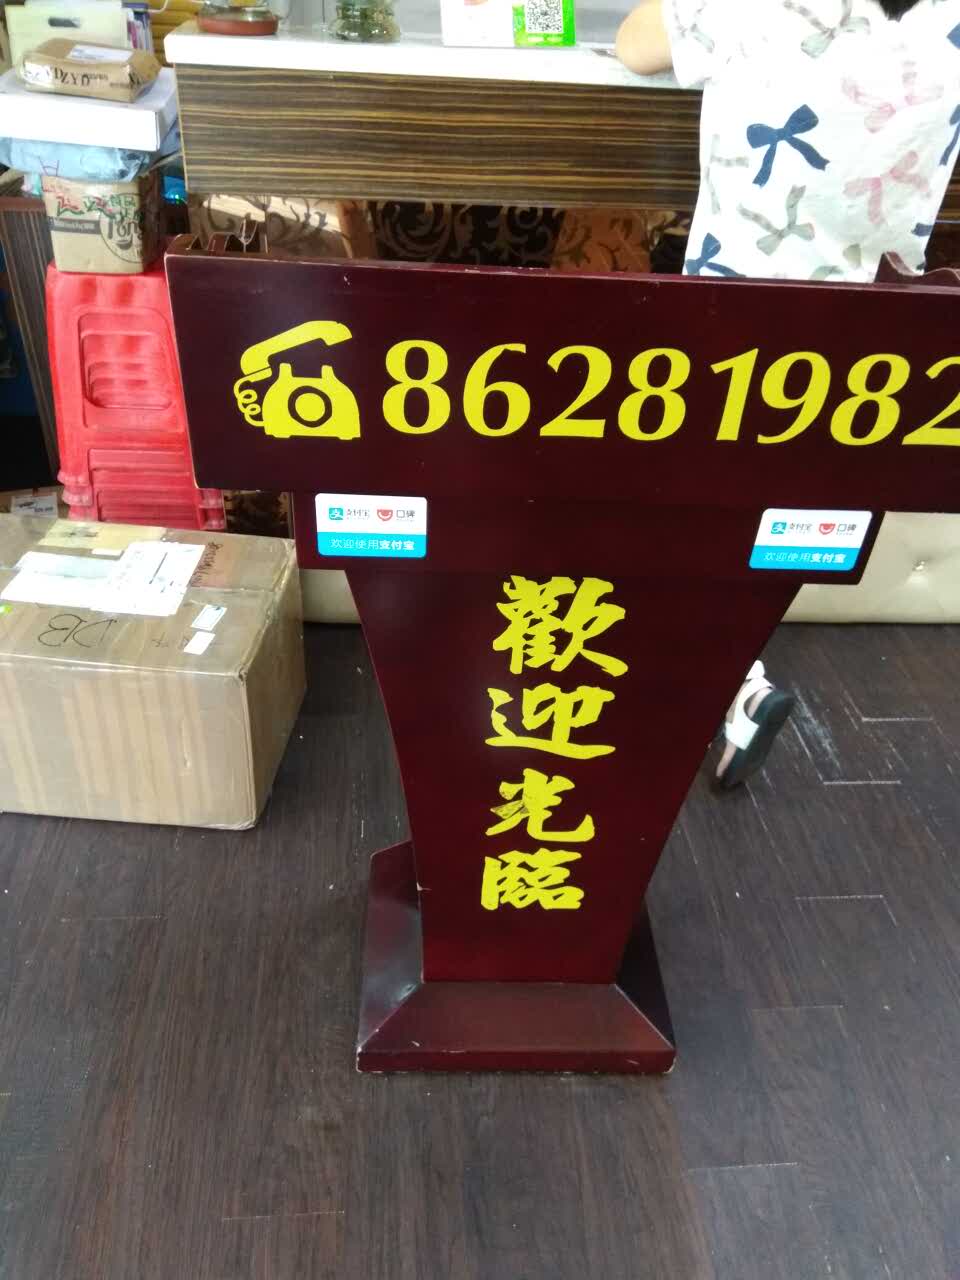 86281982
支付宝 口碑
欢迎使用支付宝
支付宝 口碑
欢迎使用支付宝
歡
迎
光
臨
DB